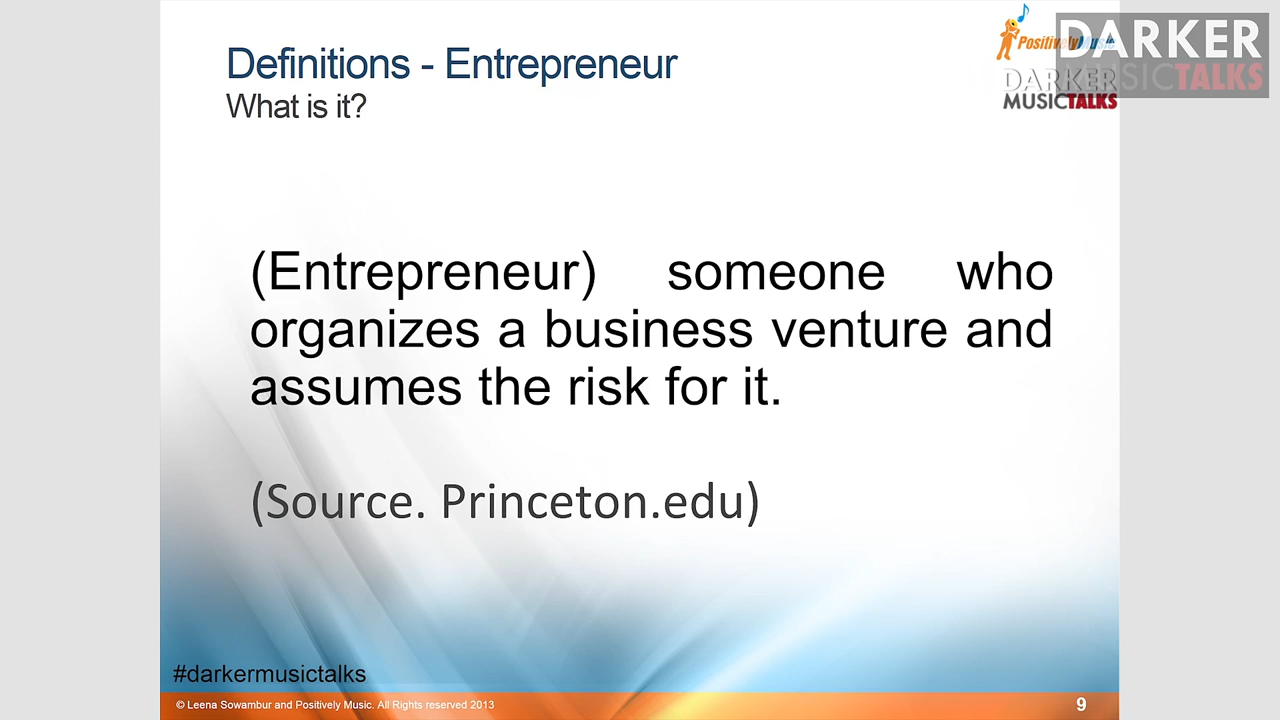 Definitions - Entrepreneur
What is it?
PositivelyMusic
DARKER
MUSICTALKS
DARKER
MUSICTALKS
(Entrepreneur) someone who
organizes a business venture and
assumes the risk for it.
(Source. Princeton.edu)
#darkermusictalks
© Leena Sowambur and Positively Music. All Rights reserved 2013
9